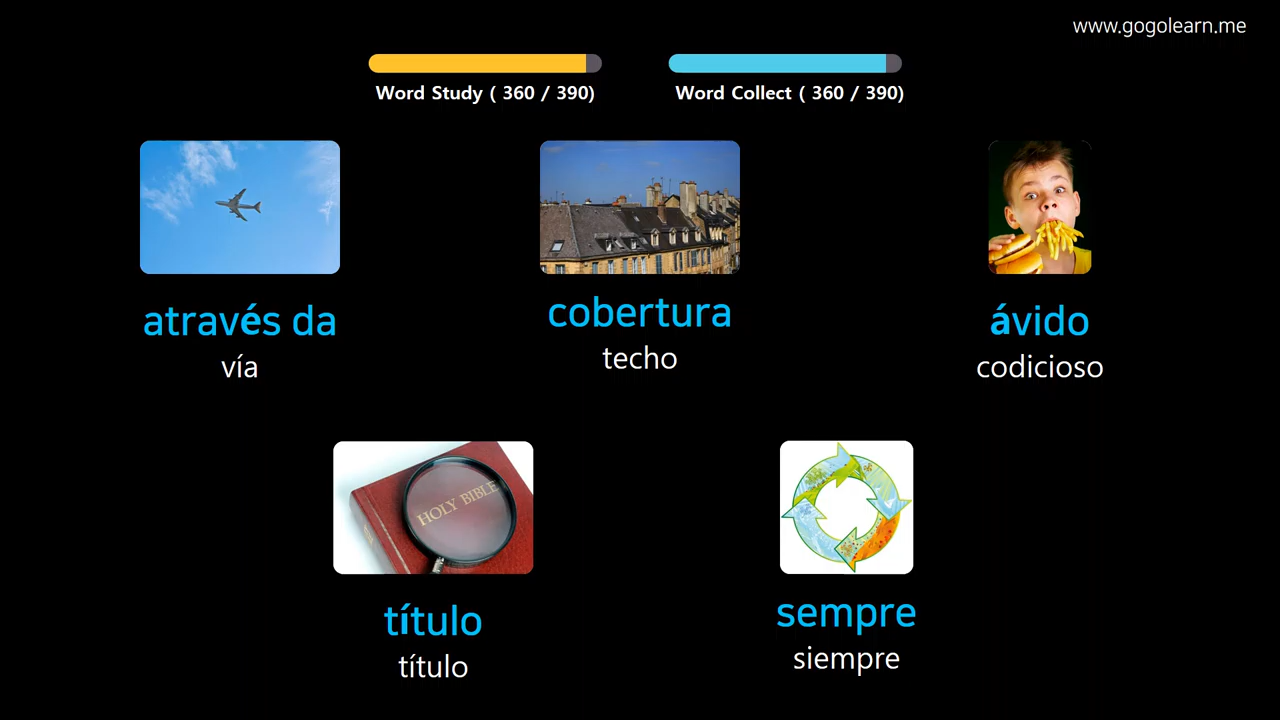 www.gogolearn.me
Word Study ( 360 / 390)
Word Collect ( 360 / 390)
através da
vía
cobertura
techo
ávido
codicioso
HOLY BIBLE
título
título
sempre
siempre